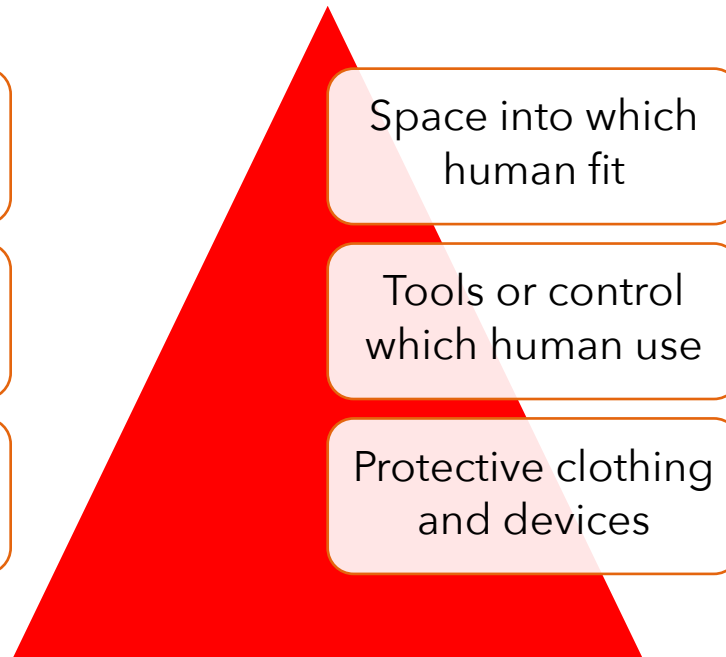 Space into which
human fit
Tools or control
which human use
Protective clothing
and devices